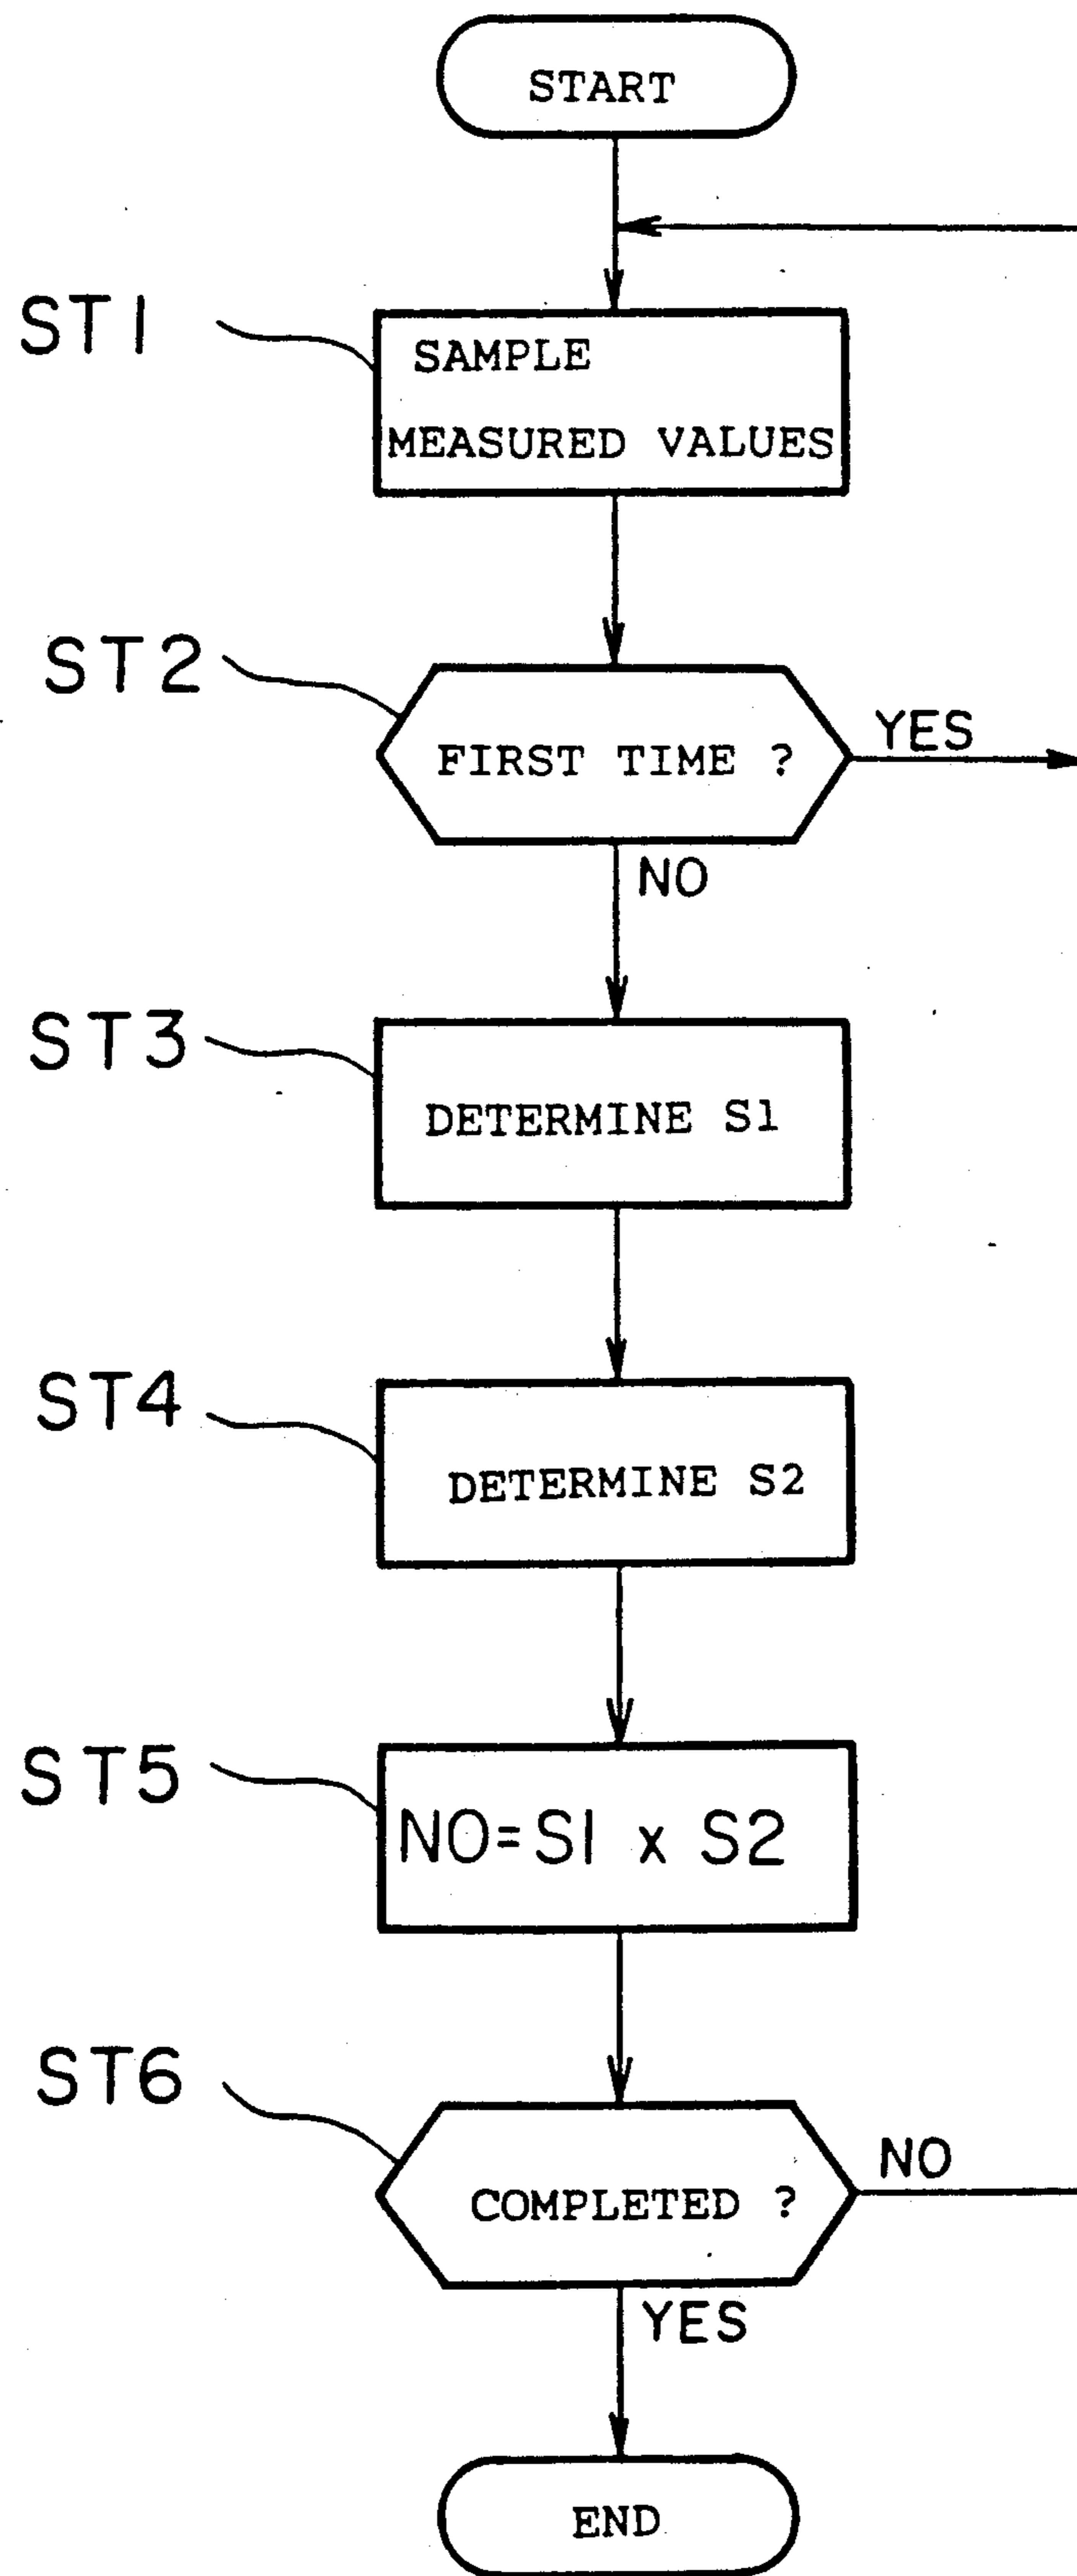 START
ST1
SAMPLE
MEASURED VALUES
ST2
FIRST TIME ?
YES
NO
ST3
DETERMINE S1
ST4
DETERMINE S2
ST5
NO=S1 x S2
ST6
COMPLETED ?
NO
YES
END